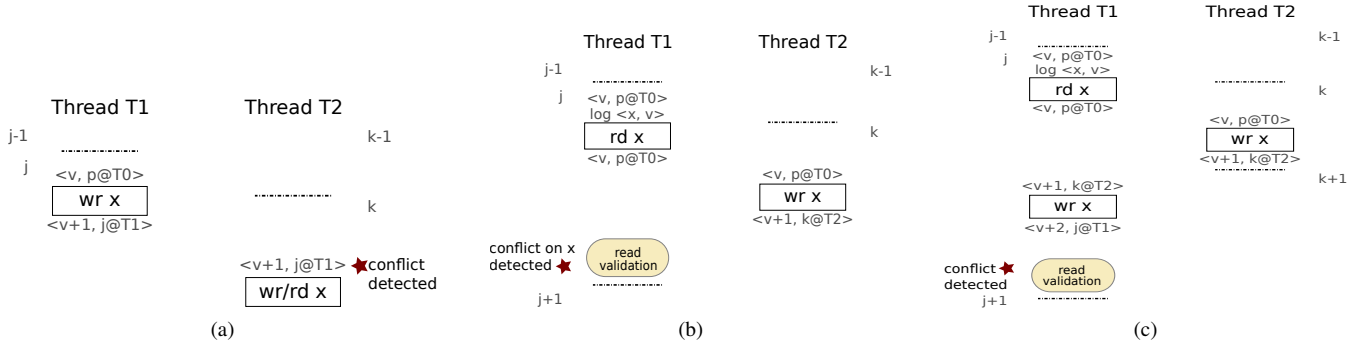 Thread T1
Thread T2
j-1
k-1
j
<v, p@T0>
wr x
k
<v+1, j@T1>
<v+1, j@T1>
conflict
detected
wr/rd x
(a)
Thread T1
Thread T2
j-1
k-1
j
<v, p@T0>
log <x, v>
rd x
k
<v, p@T0>
<v, p@T0>
wr x
<v+1, k@T2>
conflict on x
detected
read
validation
j+1
(b)
Thread T1
Thread T2
j-1
k-1
j
<v, p@T0>
log <x, v>
rd x
k
<v, p@T0>
<v, p@T0>
wr x
<v+1, k@T2>
k+1
<v+1, k@T2>
wr x
<v+2, j@T1>
conflict
detected
read
validation
j+1
(c)